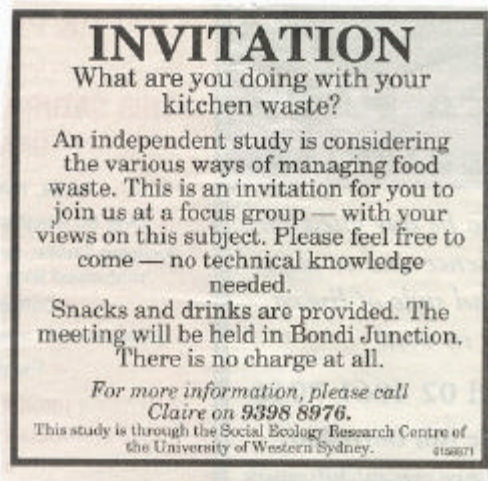 INVITATION
What are you doing with your
kitchen waste?
An independent study is considering
the various ways of managing food
waste. This is an invitation for you to
join us at a focus group — with your
views on this subject. Please feel free to
come — no technical knowledge
needed.
Snacks and drinks are provided. The
meeting will be held in Bondi Junction.
There is no charge at all.
For more information, please call
Claire on 9398 8976.
This study is through the Social Ecology Research Centre of
the University of Western Sydney.